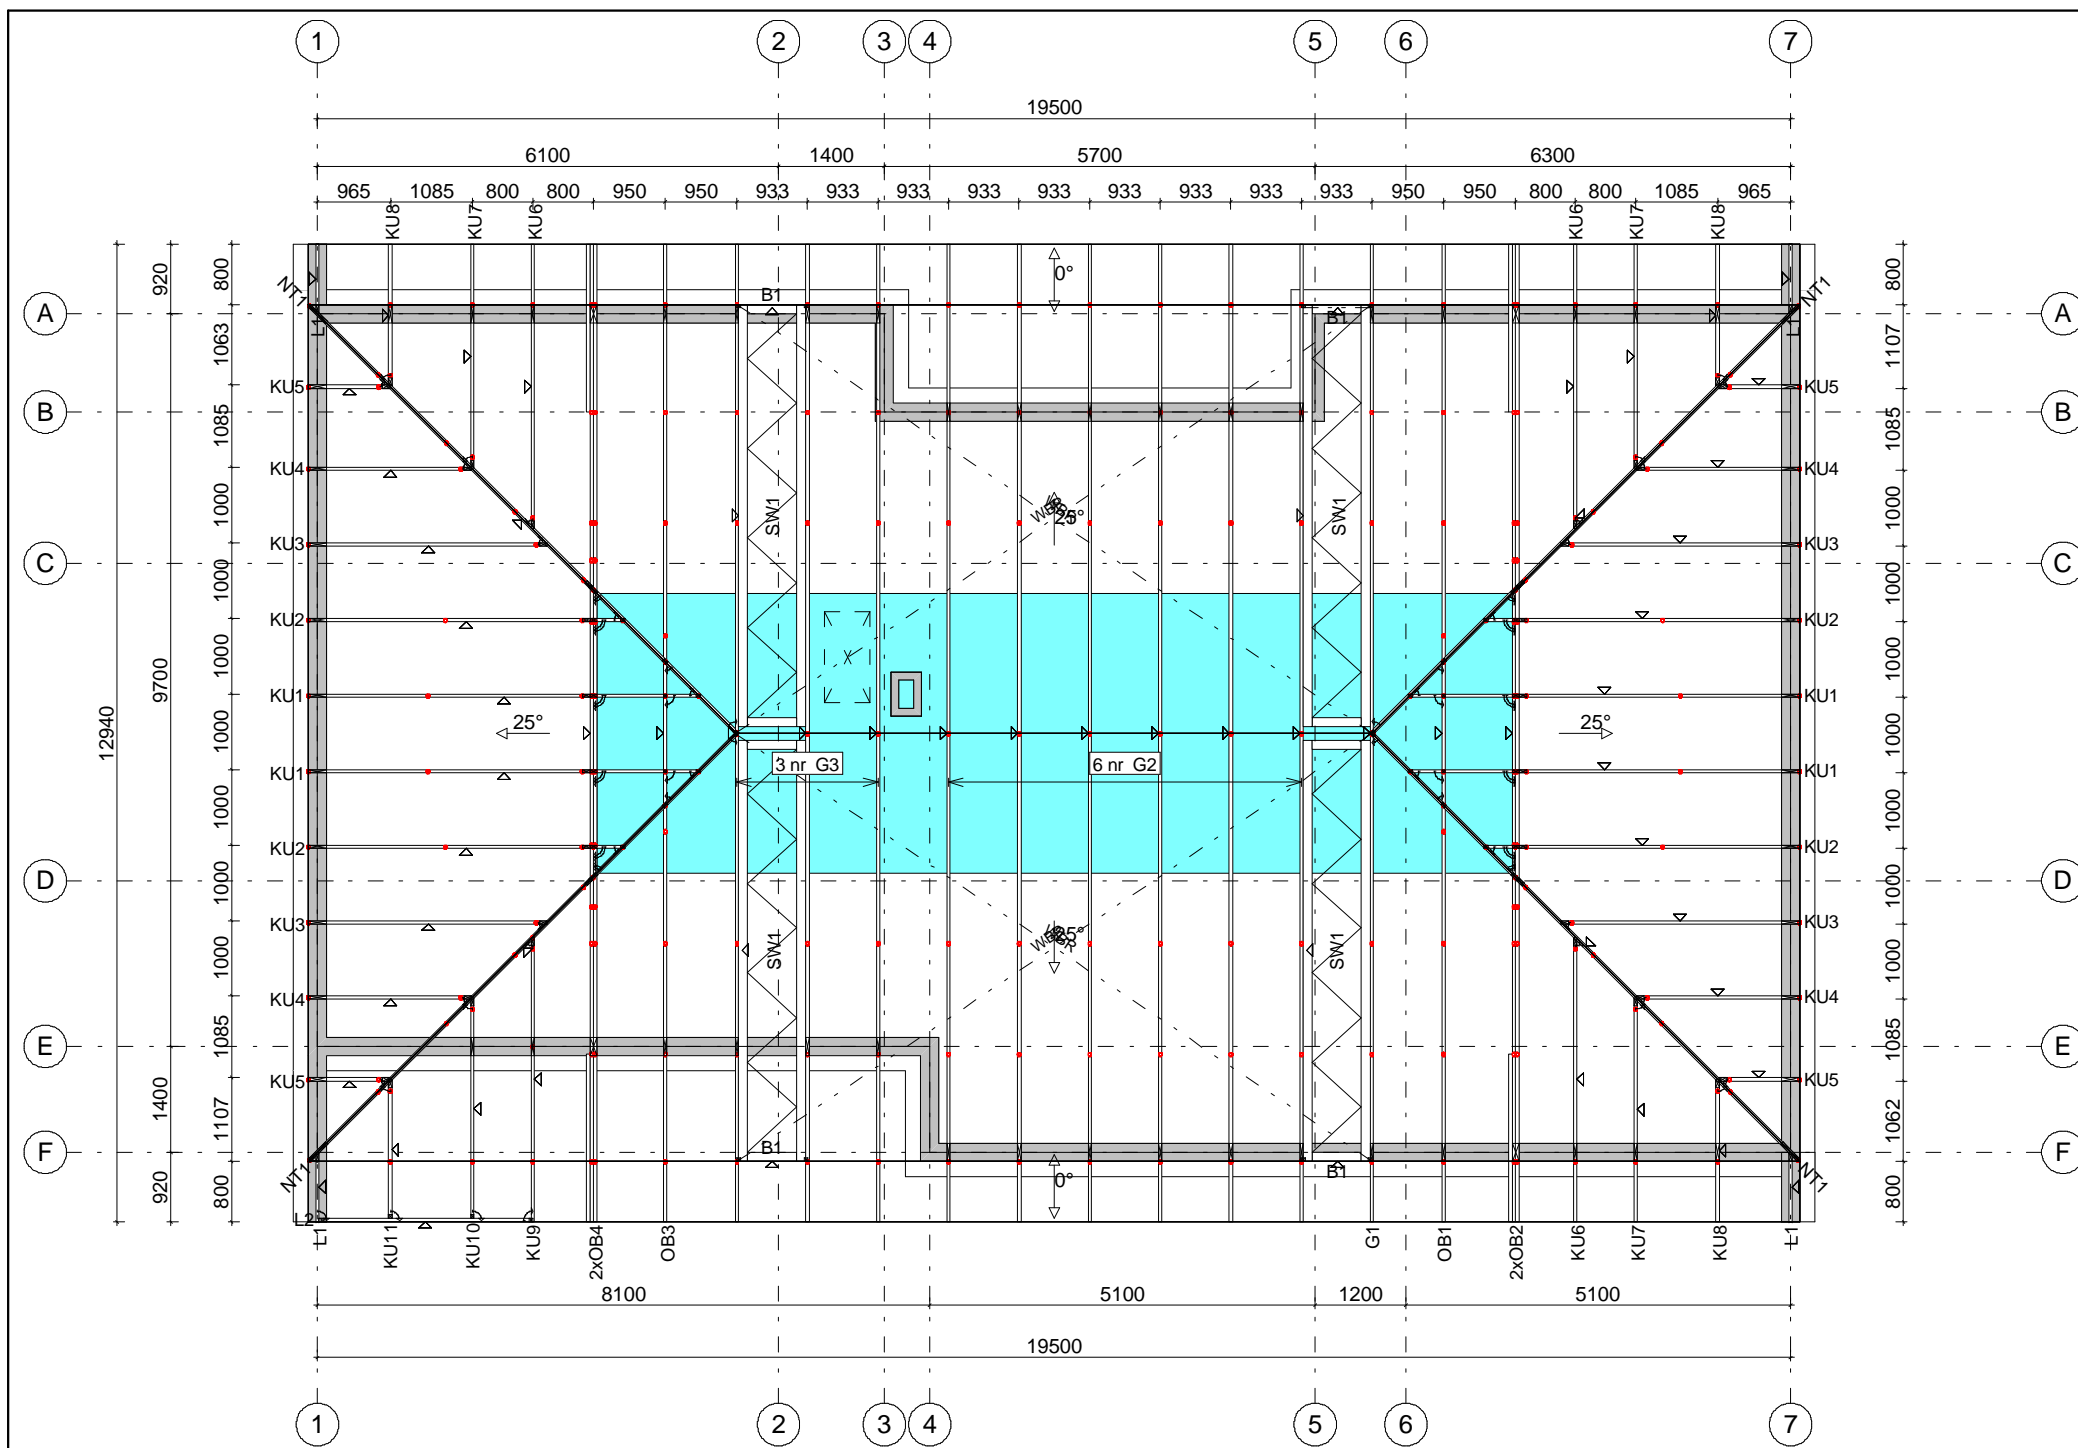 1 2 3 4 5 6 7
19500
6100 1400 5700 6300
965 1085 800 800 950 950 933 933 933 933 933 933 933 933 933 950 950 800 800 1085 965
KU8 KU7 KU6 KU6 KU7 KU8
920 800 0° 800
NT1 B1 NT1
A L1 B1 L1 A
1063 1107
KU5 KU5
B 1085 1085 B
KU4 KU4
1000 SW1 25° SW1 1000
KU3 KU3
C 1000 1000 C
KU2 KU2
9700 1000 1000
KU1 KU1
12940 1000 25° 25° 1000
KU1 3 nr G3 6 nr G2 KU1
1000 1000
KU2 KU2
D 1000 1000 D
KU3 25° KU3
1000 SW1 SW1 1000
KU4 KU4
E 1085 1085 E
KU5 KU5
1400 1107 1062
F B1 B1 F
NT1 NT1
920 800 0° 800
L2
L1 KU11 KU10 KU9 2xOB4 OB3 G1 OB1 2xOB2 KU6 KU7 KU8 L1
8100 5100 1200 5100
19500
1 2 3 4 5 6 7